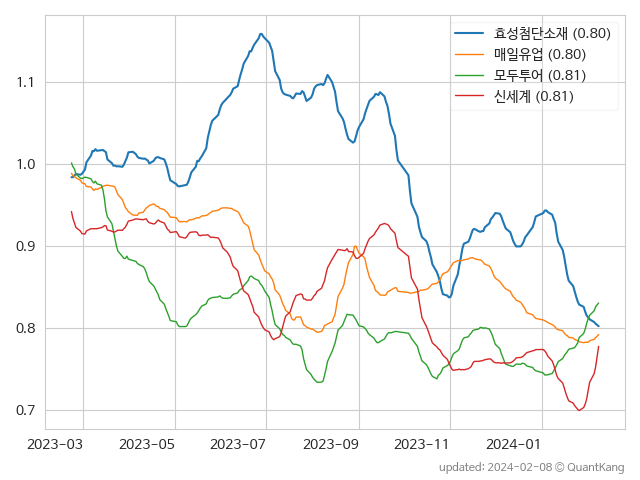 효성첨단소재 (0.80)
매일유업 (0.80)
모두투어 (0.81)
신세계 (0.81)
1.1
1.0
0.9
0.8
0.7
2023-03 2023-05 2023-07 2023-09 2023-11 2024-01
updated: 2024-02-08 © QuantKang